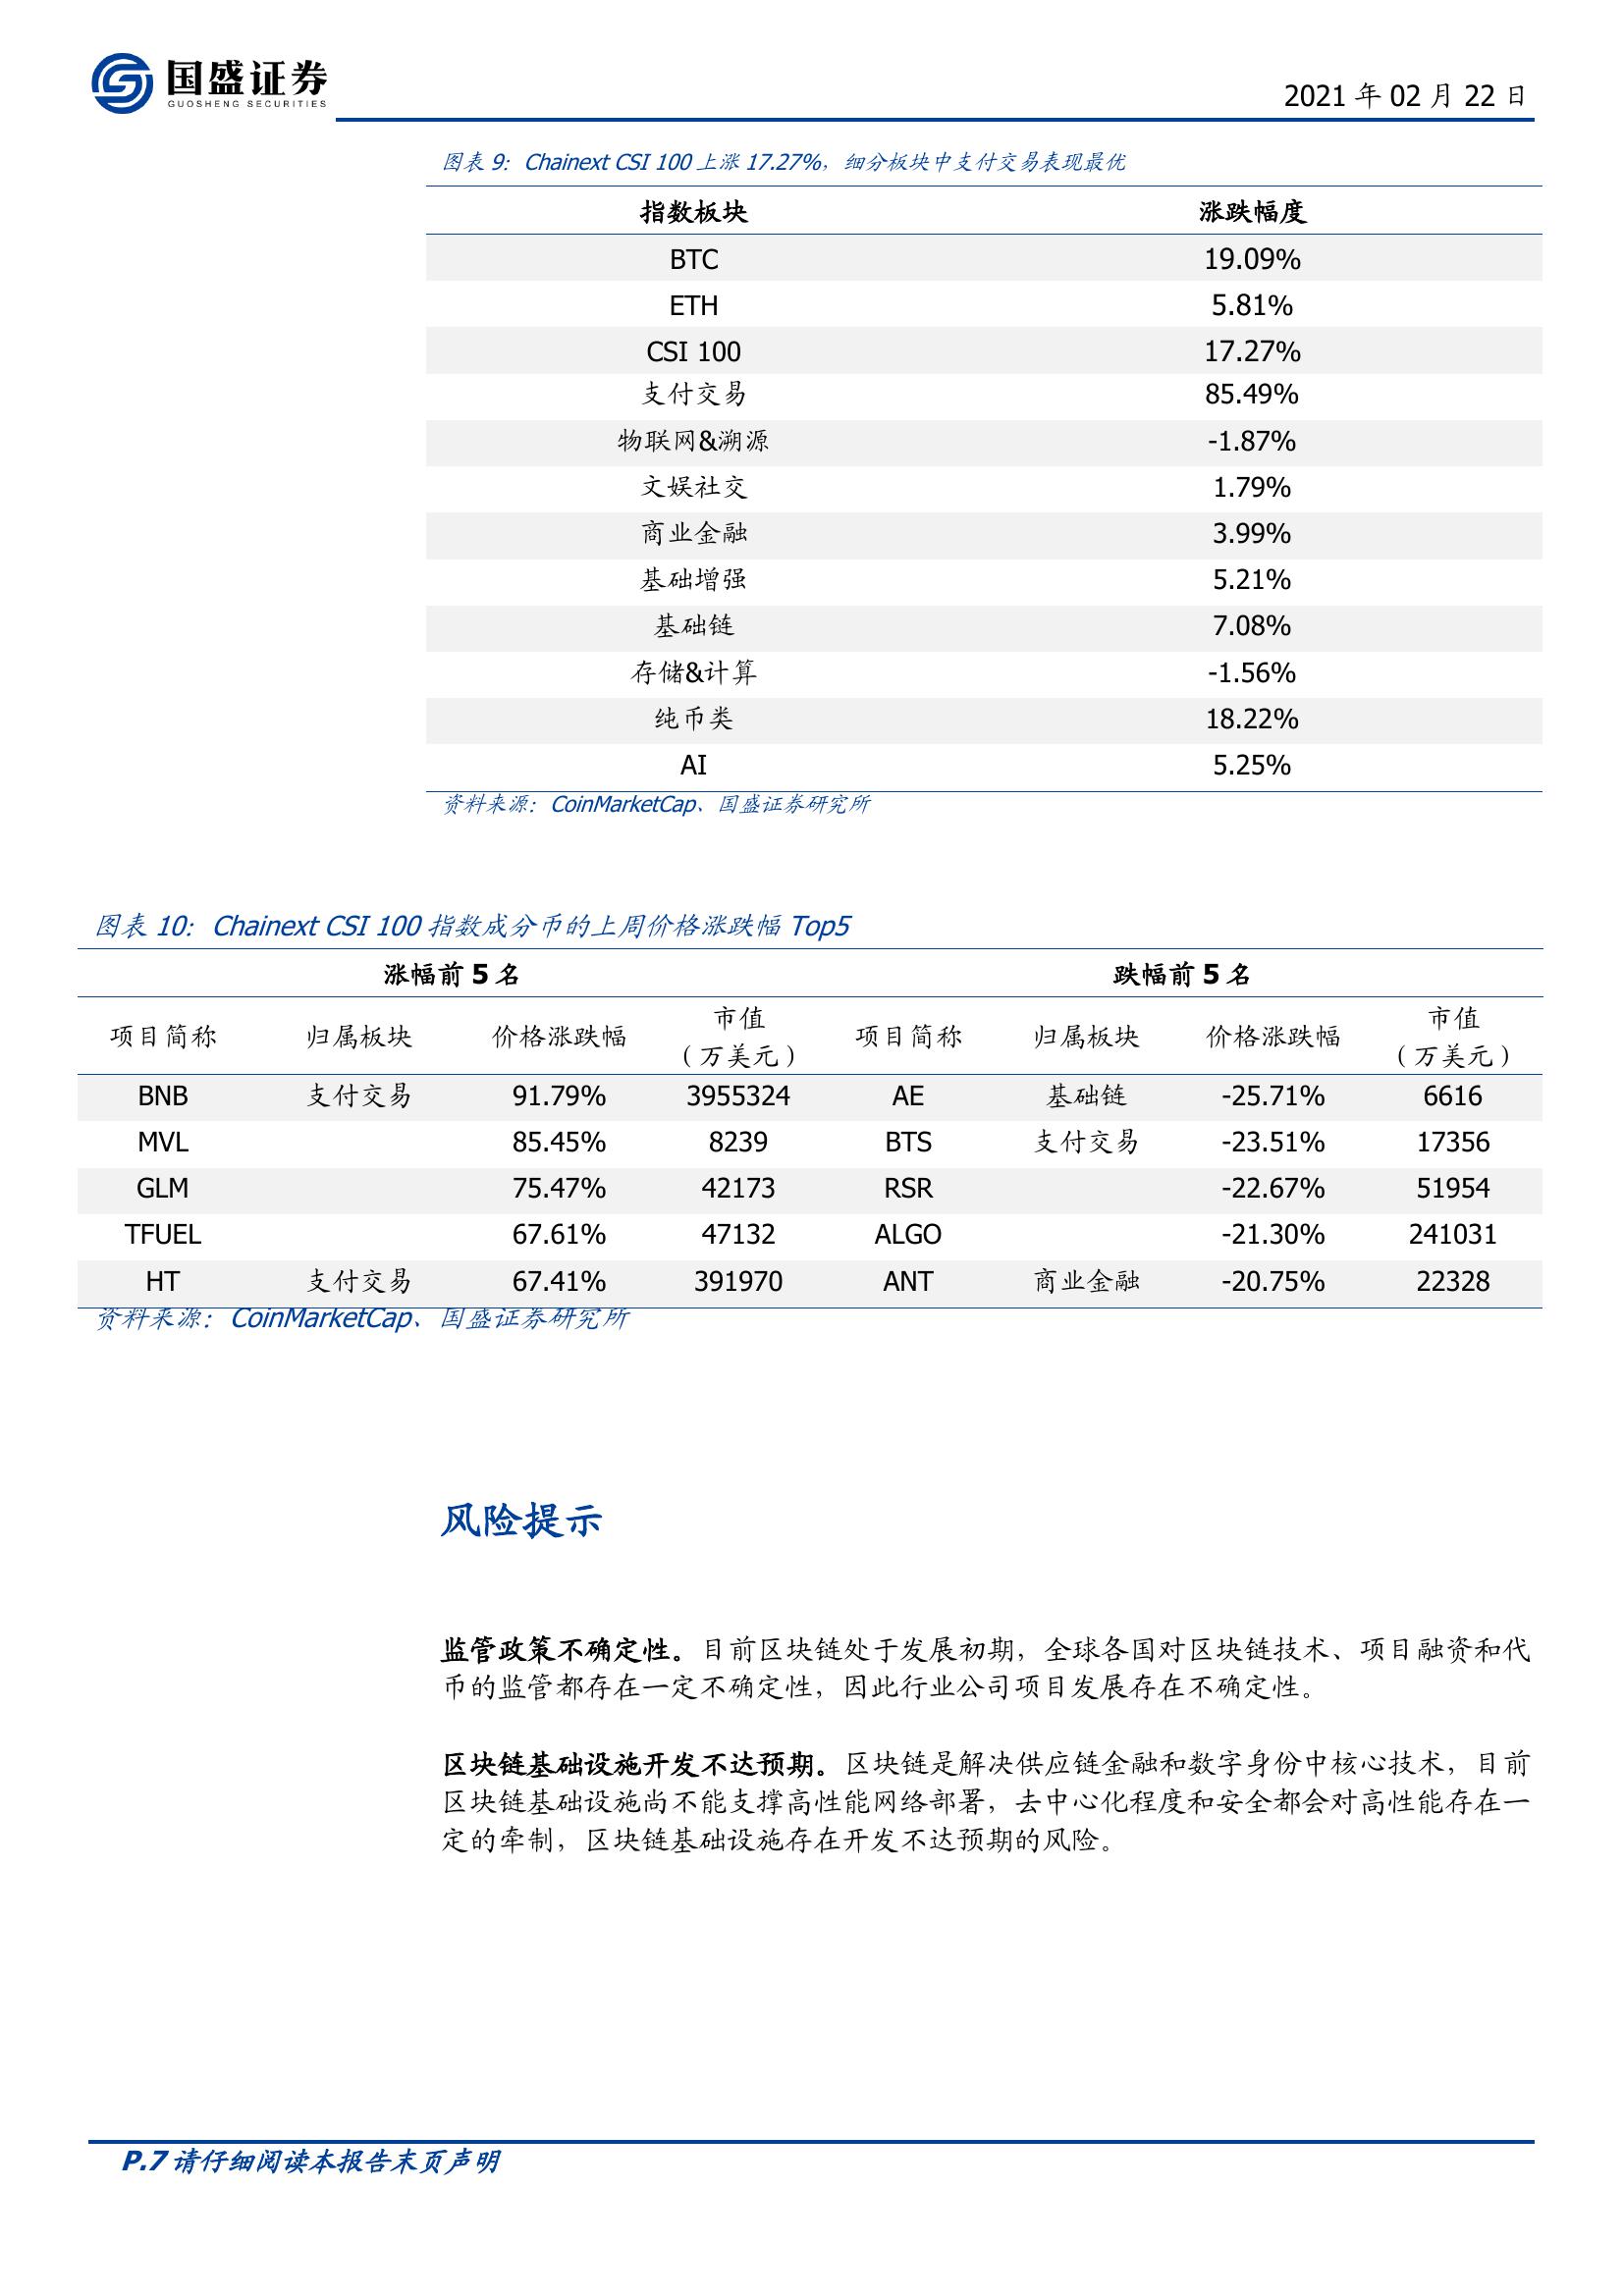 国盛证券
GUOSHENG SECURITIES
2021 年 02 月 22 日
图表 9：Chainext CSI 100 上涨 17.27%，细分板块中支付交易表现最优
指数板块 涨跌幅度
BTC 19.09%
ETH 5.81%
CSI 100 17.27%
支付交易 85.49%
物联网&溯源 -1.87%
文娱社交 1.79%
商业金融 3.99%
基础增强 5.21%
基础链 7.08%
存储&计算 -1.56%
纯币类 18.22%
AI 5.25%
资料来源：CoinMarketCap、国盛证券研究所
图表 10：Chainext CSI 100 指数成分币的上周价格涨跌幅 Top5
涨幅前 5 名 跌幅前 5 名
项目简称 归属板块 价格涨跌幅 市值（万美元） 项目简称 归属板块 价格涨跌幅 市值（万美元）
BNB 支付交易 91.79% 3955324 AE 基础链 -25.71% 6616
MVL 85.45% 8239 BTS 支付交易 -23.51% 17356
GLM 75.47% 42173 RSR -22.67% 51954
TFUEL 67.61% 47132 ALGO -21.30% 241031
HT 支付交易 67.41% 391970 ANT 商业金融 -20.75% 22328
资料来源：CoinMarketCap、国盛证券研究所
风险提示
监管政策不确定性。目前区块链处于发展初期，全球各国对区块链技术、项目融资和代
币的监管都存在一定不确定性，因此行业公司项目发展存在不确定性。
区块链基础设施开发不达预期。区块链是解决供应链金融和数字身份中核心技术，目前
区块链基础设施尚不能支撑高性能网络部署，去中心化程度和安全都会对高性能存在一
定的牵制，区块链基础设施存在开发不达预期的风险。
P.7 请仔细阅读本报告末页声明